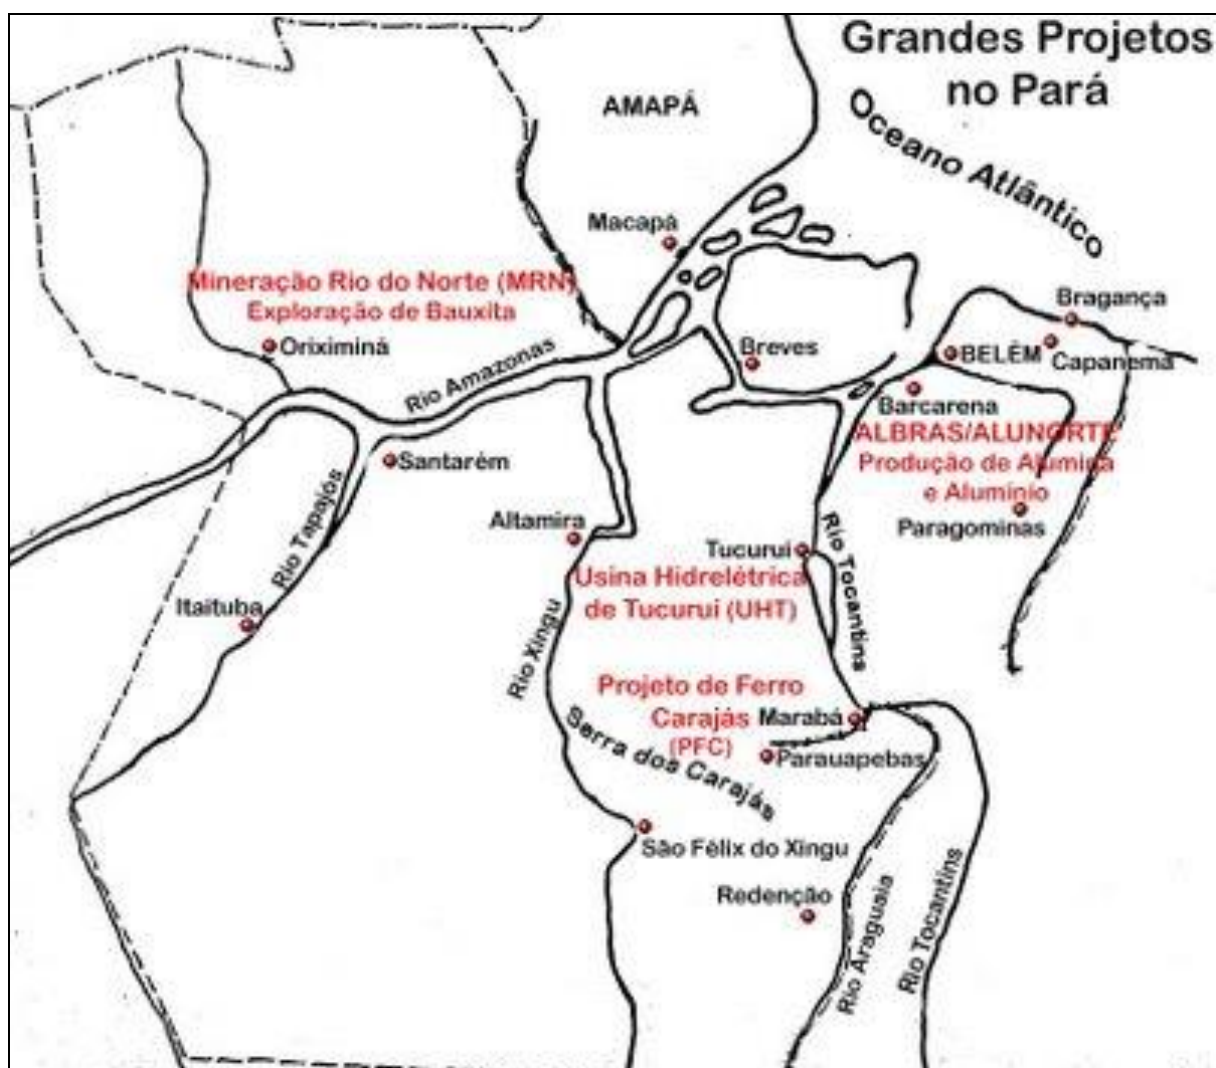 Grandes Projetos
no Pará
AMAPÁ
Oceano Atlântico
Macapá
Mineração Rio do Norte (MRN)
Exploração de Bauxita
Oriximiná
Bragança
Breves
BELÉM
Capanema
Rio Amazonas
Barcarena
ALBRAS/ALUNORTE
Produção de Alumina
e Alumínio
Santarém
Paragominas
Altamira
Rio Tapajós
Tucuruí
Rio Tocantins
Usina Hidrelétrica
de Tucuruí (UHT)
Itaituba
Rio Xingu
Projeto de Ferro
Carajás
(PFC)
Marabá
Serra dos Carajás
Parauapebas
São Félix do Xingu
Redenção
Rio Araguaia
Rio Tocantins